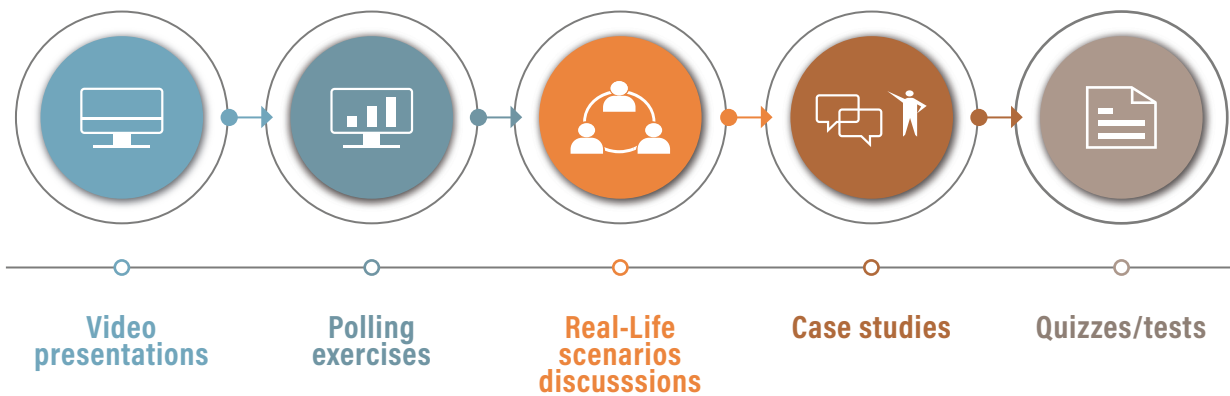 Video
presentations
Polling
exercises
Real-Life
scenarios
discusssions
Case studies
Quizzes/tests